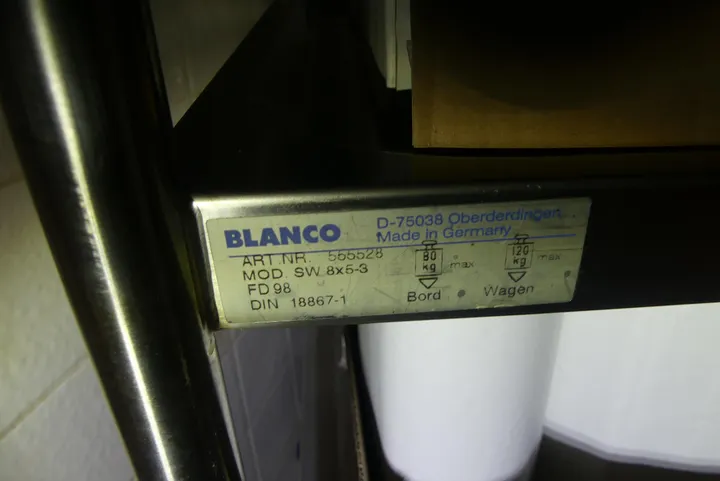 BLANCO
D-75038 Oberderdingen
Made in Germany
ART.NR. 555528
MOD. SW 8x5-3
FD 98
DIN 18867-1
80 kg max
Bord
120 kg max
Wagen